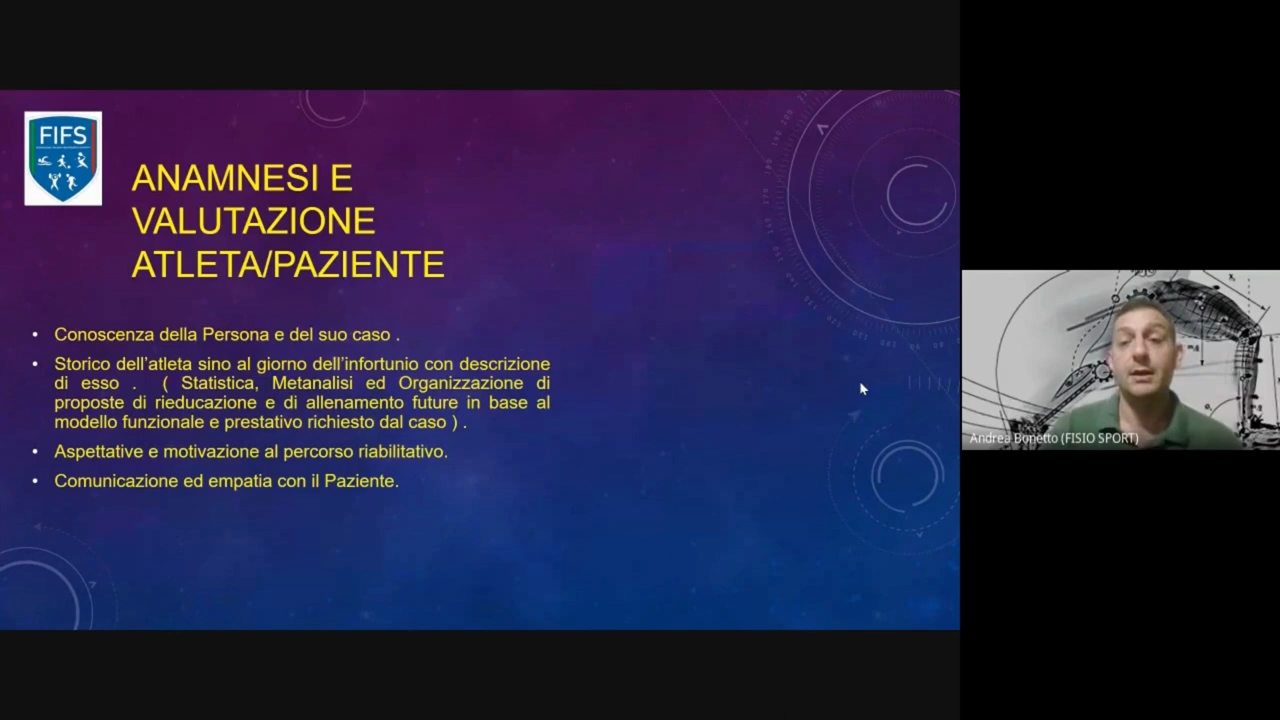 FIFS
ANAMNESI E
VALUTAZIONE
ATLETA/PAZIENTE
• Conoscenza della Persona e del suo caso .
• Storico dell'atleta sino al giorno dell'infortunio con descrizione
di esso . ( Statistica, Metanalisi ed Organizzazione di
proposte di rieducazione e di allenamento future in base al
modello funzionale e prestativo richiesto dal caso ) .
• Aspettative e motivazione al percorso riabilitativo.
• Comunicazione ed empatia con il Paziente.
Andrea Bonetto (FISIO SPORT)